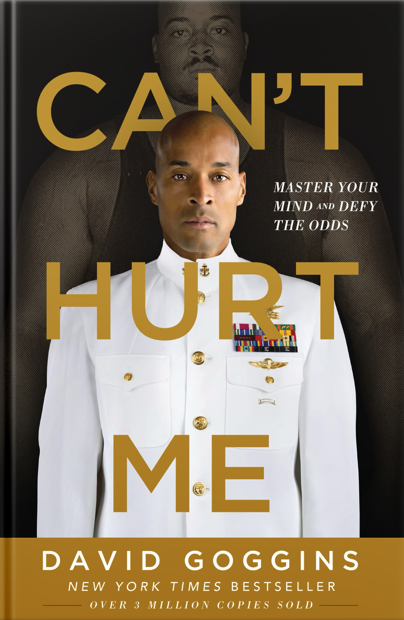 CAN'T
MASTER YOUR
MIND AND DEFY
THE ODDS
HURT
ME
DAVID GOGGINS
NEW YORK TIMES BESTSELLER
OVER 3 MILLION COPIES SOLD